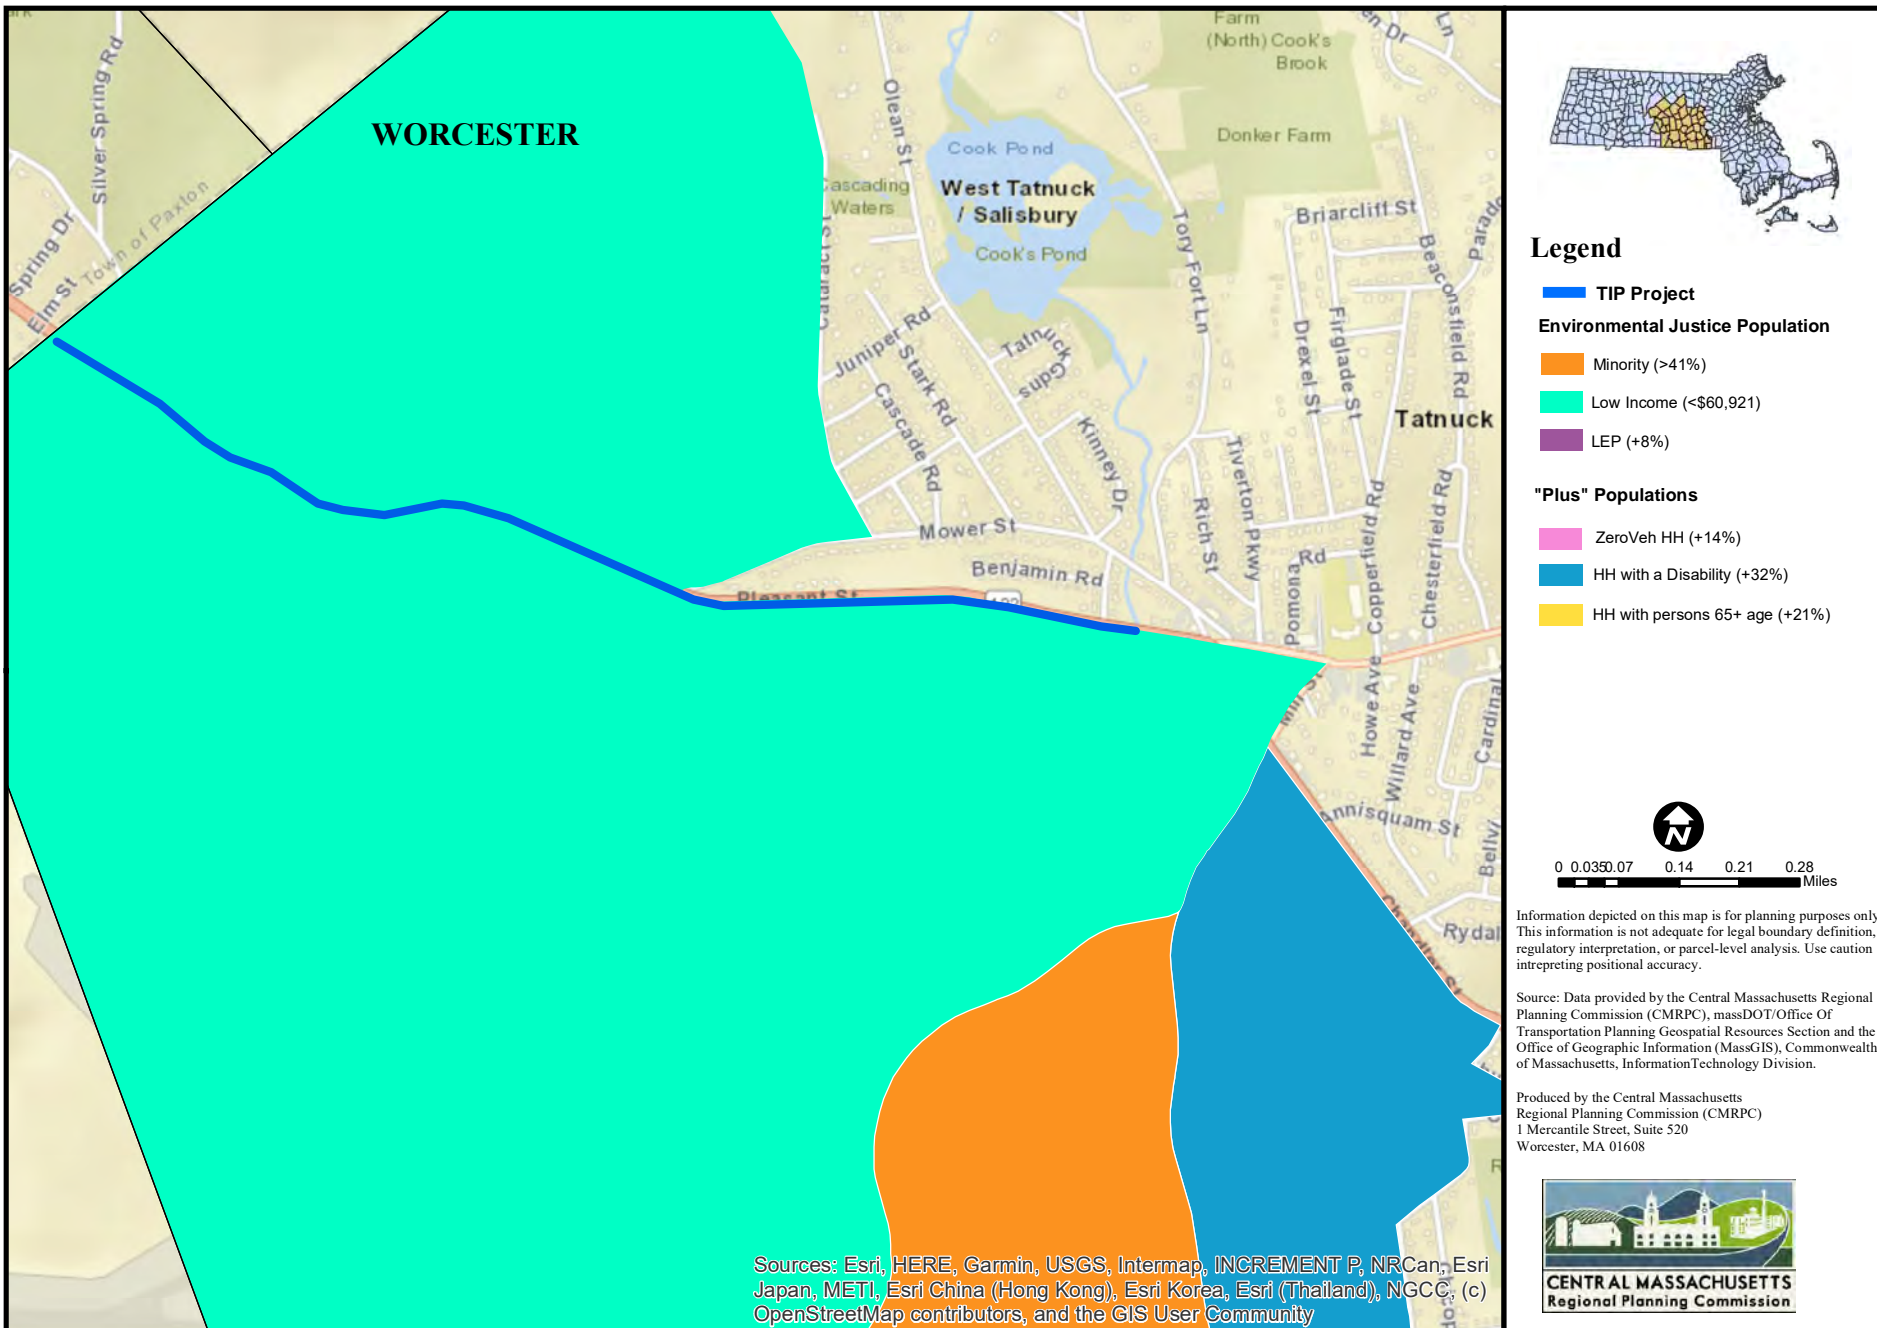 WORCESTER
Silver Spring Rd
Spring Dr
Elm St
Town of Paxton
Olean St
Cook Pond
West Tatnuck
/ Salisbury
Cook's Pond
Cascading
Waters
Cataract St
Farm
(North) Cook's
Brook
Donker Farm
Dr
Ln
Tory Fort Ln
Briarcliff St
Beaconsfield Rd
Drexel St
Firglade St
Tatnuck
Juniper Rd
Stark Rd
Cascade Rd
Tatnuck
Gdns
Kinney Dr
Mower St
Benjamin Rd
Pleasant St
Rich St
Tiverton Pkwy
Pomona
Rd
Copperfield Rd
Chesterfield Rd
Howe Ave
Willard Ave
Cardinal
Mill St
Annisquam St
Bellvi
Rydal
Chandler St
Sources: Esri, HERE, Garmin, USGS, Intermap, INCREMENT P, NRCan, Esri
Japan, METI, Esri China (Hong Kong), Esri Korea, Esri (Thailand), NGCC, (c)
OpenStreetMap contributors, and the GIS User Community
Legend
TIP Project
Environmental Justice Population
Minority (>41%)
Low Income (<$60,921)
LEP (+8%)
"Plus" Populations
ZeroVeh HH (+14%)
HH with a Disability (+32%)
HH with persons 65+ age (+21%)
N
0 0.035 0.07 0.14 0.21 0.28
Miles
Information depicted on this map is for planning purposes only
This information is not adequate for legal boundary definition,
regulatory interpretation, or parcel-level analysis. Use caution
intrepreting positional accuracy.
Source: Data provided by the Central Massachusetts Regional
Planning Commission (CMRPC), massDOT/Office Of
Transportation Planning Geospatial Resources Section and the
Office of Geographic Information (MassGIS), Commonwealth
of Massachusetts, InformationTechnology Division.
Produced by the Central Massachusetts
Regional Planning Commission (CMRPC)
1 Mercantile Street, Suite 520
Worcester, MA 01608
CENTRAL MASSACHUSETTS
Regional Planning Commission